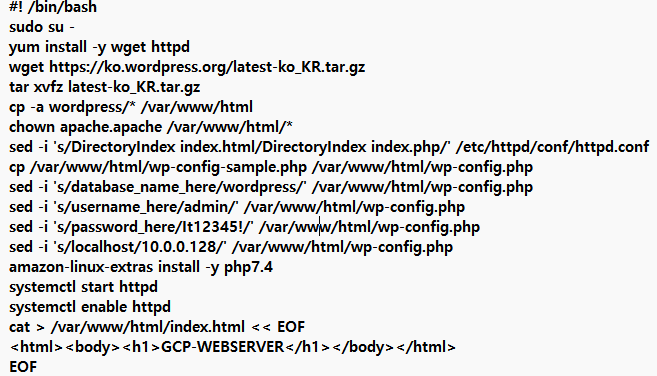 #! /bin/bash
sudo su -
yum install -y wget httpd
wget https://ko.wordpress.org/latest-ko_KR.tar.gz
tar xvfz latest-ko_KR.tar.gz
cp -a wordpress/* /var/www/html
chown apache.apache /var/www/html/*
sed -i 's/DirectoryIndex index.html/DirectoryIndex index.php/' /etc/httpd/conf/httpd.conf
cp /var/www/html/wp-config-sample.php /var/www/html/wp-config.php
sed -i 's/database_name_here/wordpress/' /var/www/html/wp-config.php
sed -i 's/username_here/admin/' /var/www/html/wp-config.php
sed -i 's/password_here/It12345!/' /var/www/html/wp-config.php
sed -i 's/localhost/10.0.0.128/' /var/www/html/wp-config.php
amazon-linux-extras install -y php7.4
systemctl start httpd
systemctl enable httpd
cat > /var/www/html/index.html << EOF
<html><body><h1>GCP-WEBSERVER</h1></body></html>
EOF